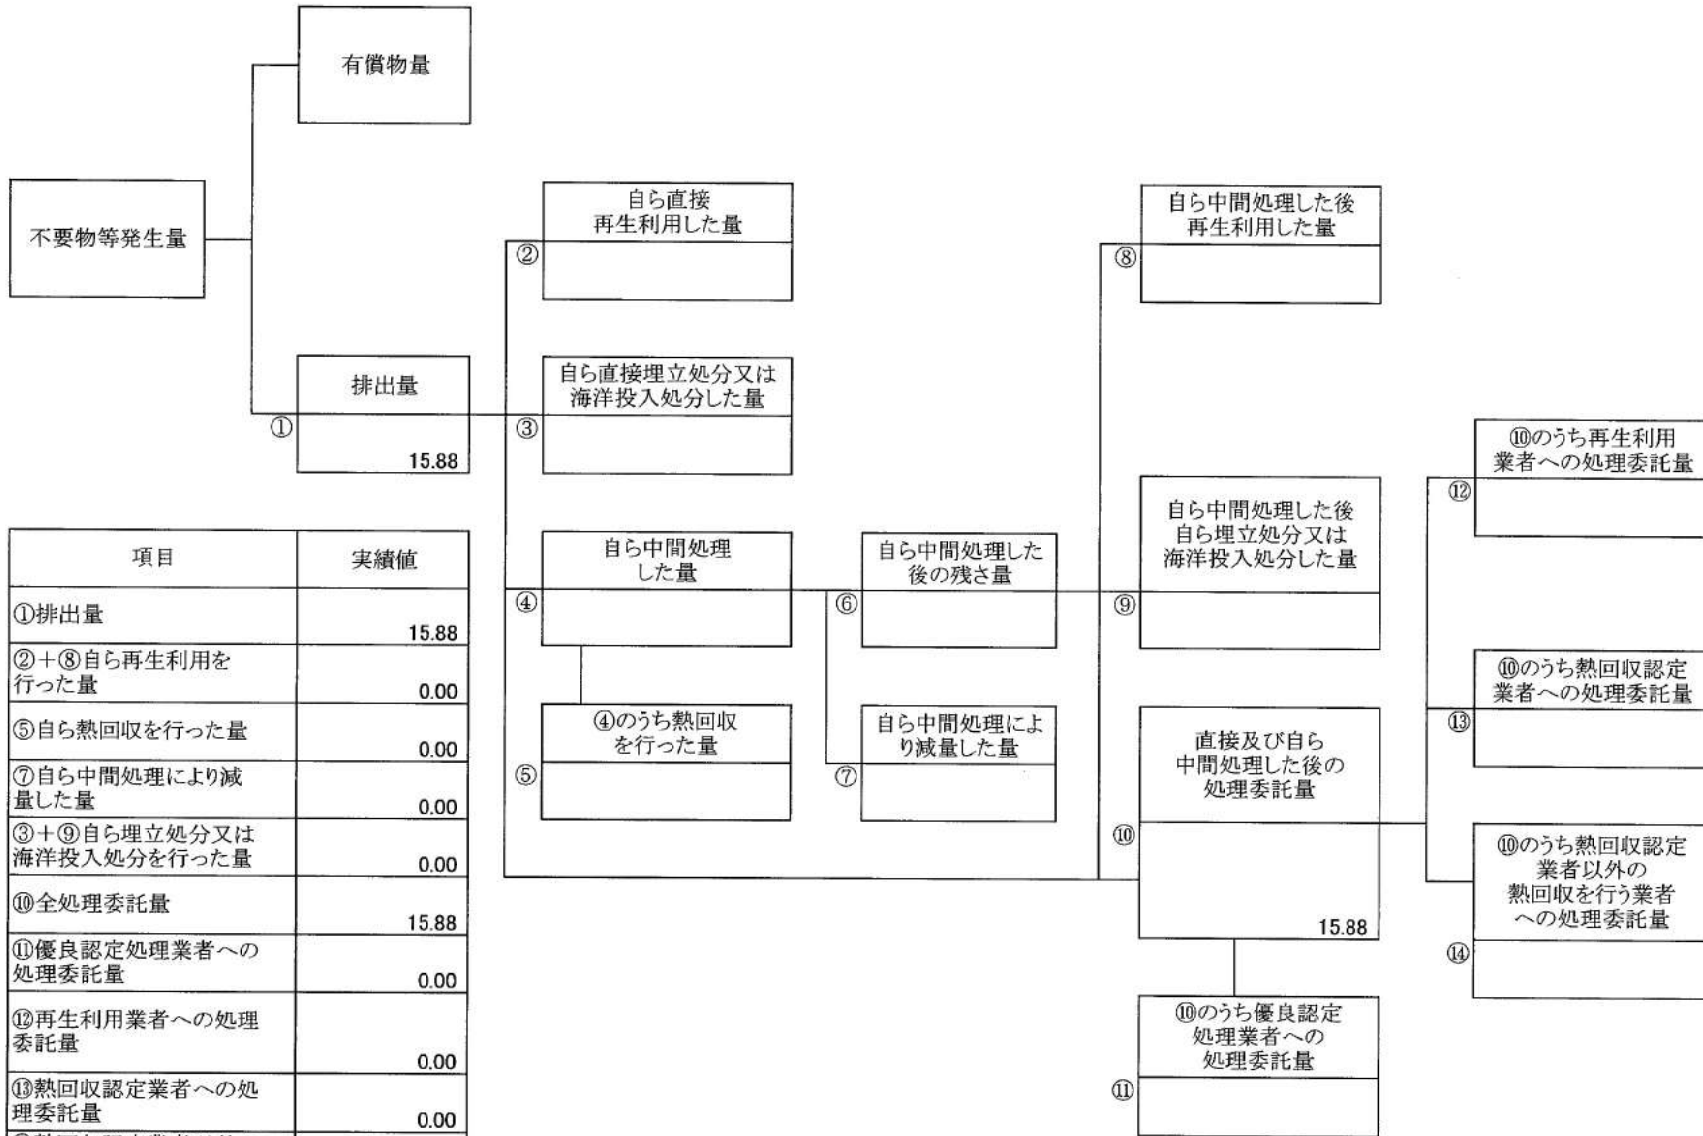 有償物量
不要物等発生量
排出量
①
15.88
自ら直接
再生利用した量
②
自ら直接埋立処分又は
海洋投入処分した量
③
自ら中間処理
した量
④
④のうち熱回収
を行った量
⑤
自ら中間処理した
後の残さ量
⑥
自ら中間処理によ
り減量した量
⑦
自ら中間処理した後
再生利用した量
⑧
自ら中間処理した後
自ら埋立処分又は
海洋投入処分した量
⑨
直接及び自ら
中間処理した後の
処理委託量
⑩
15.88
⑩のうち優良認定
処理業者への
処理委託量
⑪
⑩のうち再生利用
業者への処理委託量
⑫
⑩のうち熱回収認定
業者への処理委託量
⑬
⑩のうち熱回収認定
業者以外の
熱回収を行う業者
への処理委託量
⑭
項目 実績値
①排出量
15.88
②+⑧自ら再生利用を
行った量 0.00
⑤自ら熱回収を行った量
0.00
⑦自ら中間処理により減
量した量 0.00
③+⑨自ら埋立処分又は
海洋投入処分を行った量 0.00
⑩全処理委託量
15.88
⑪優良認定処理業者への
処理委託量 0.00
⑫再生利用業者への処理
委託量
0.00
⑬熱回収認定業者への処
理委託量 0.00